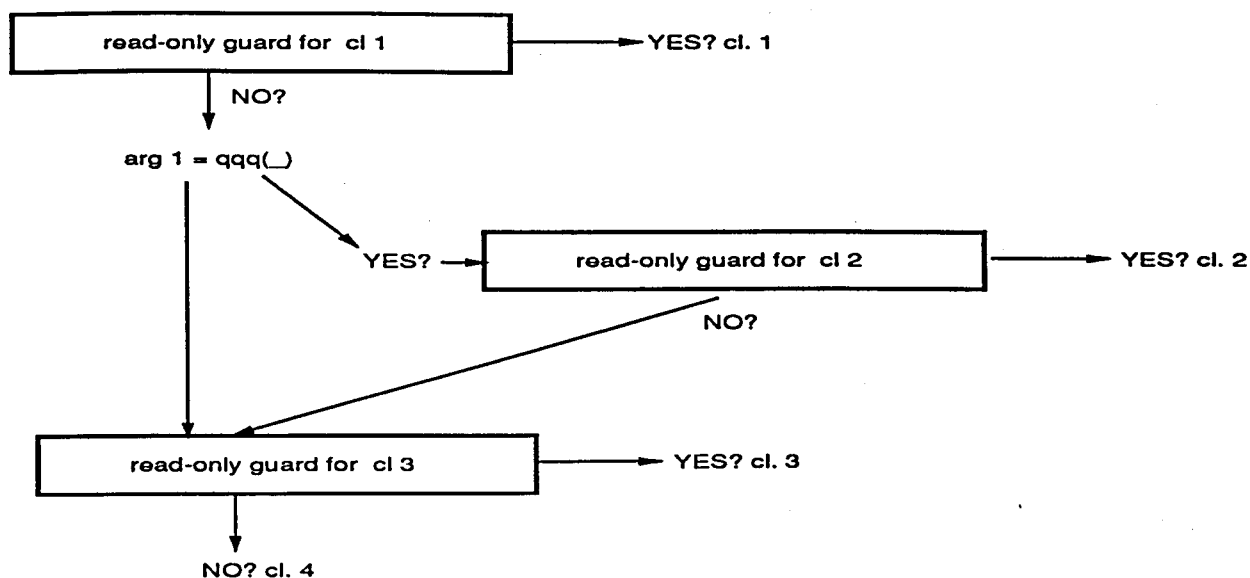 read-only guard for cl 1
YES? cl. 1
NO?
arg 1 = qqq(_)
YES?
read-only guard for cl 2
YES? cl. 2
NO?
read-only guard for cl 3
YES? cl. 3
NO? cl. 4